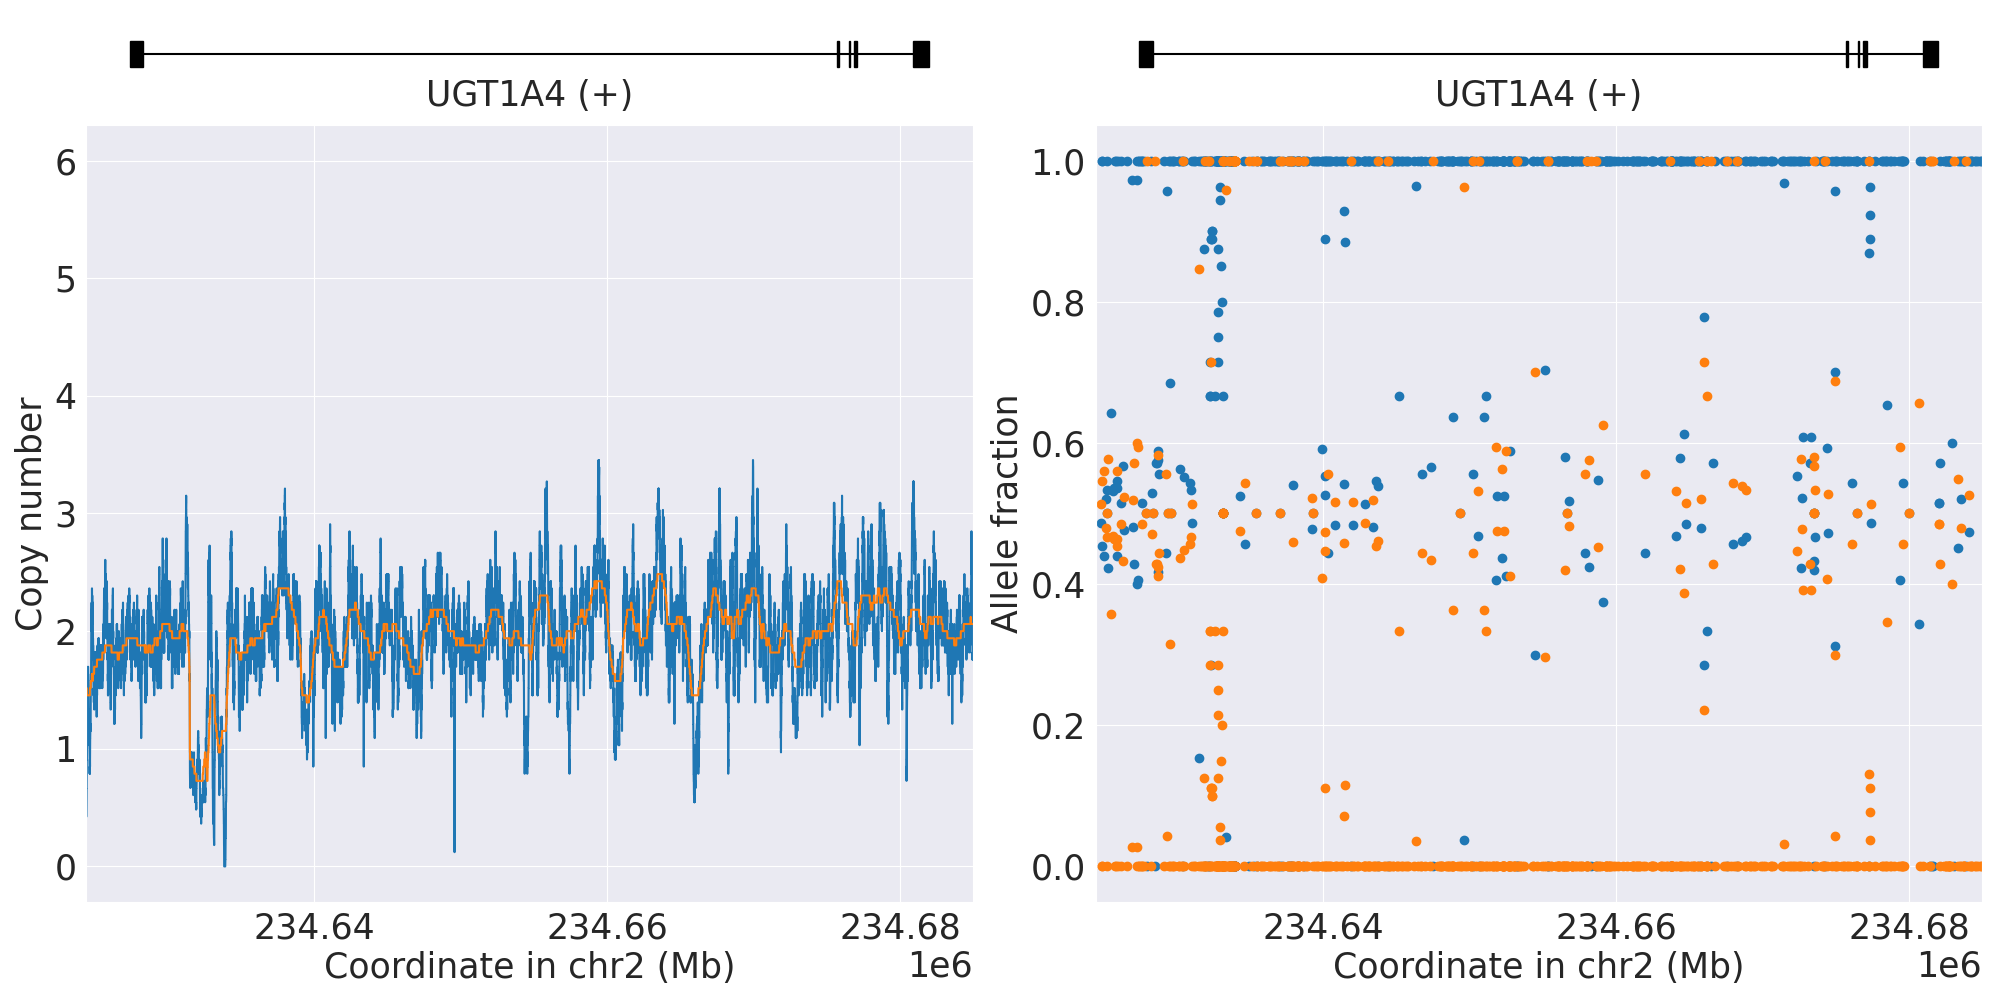 UGT1A4 (+)
6
5
4
3
2
1
0
Copy number
234.64 234.66 234.68
1e6
Coordinate in chr2 (Mb)
UGT1A4 (+)
1.0
0.8
0.6
0.4
0.2
0.0
Allele fraction
234.64 234.66 234.68
1e6
Coordinate in chr2 (Mb)